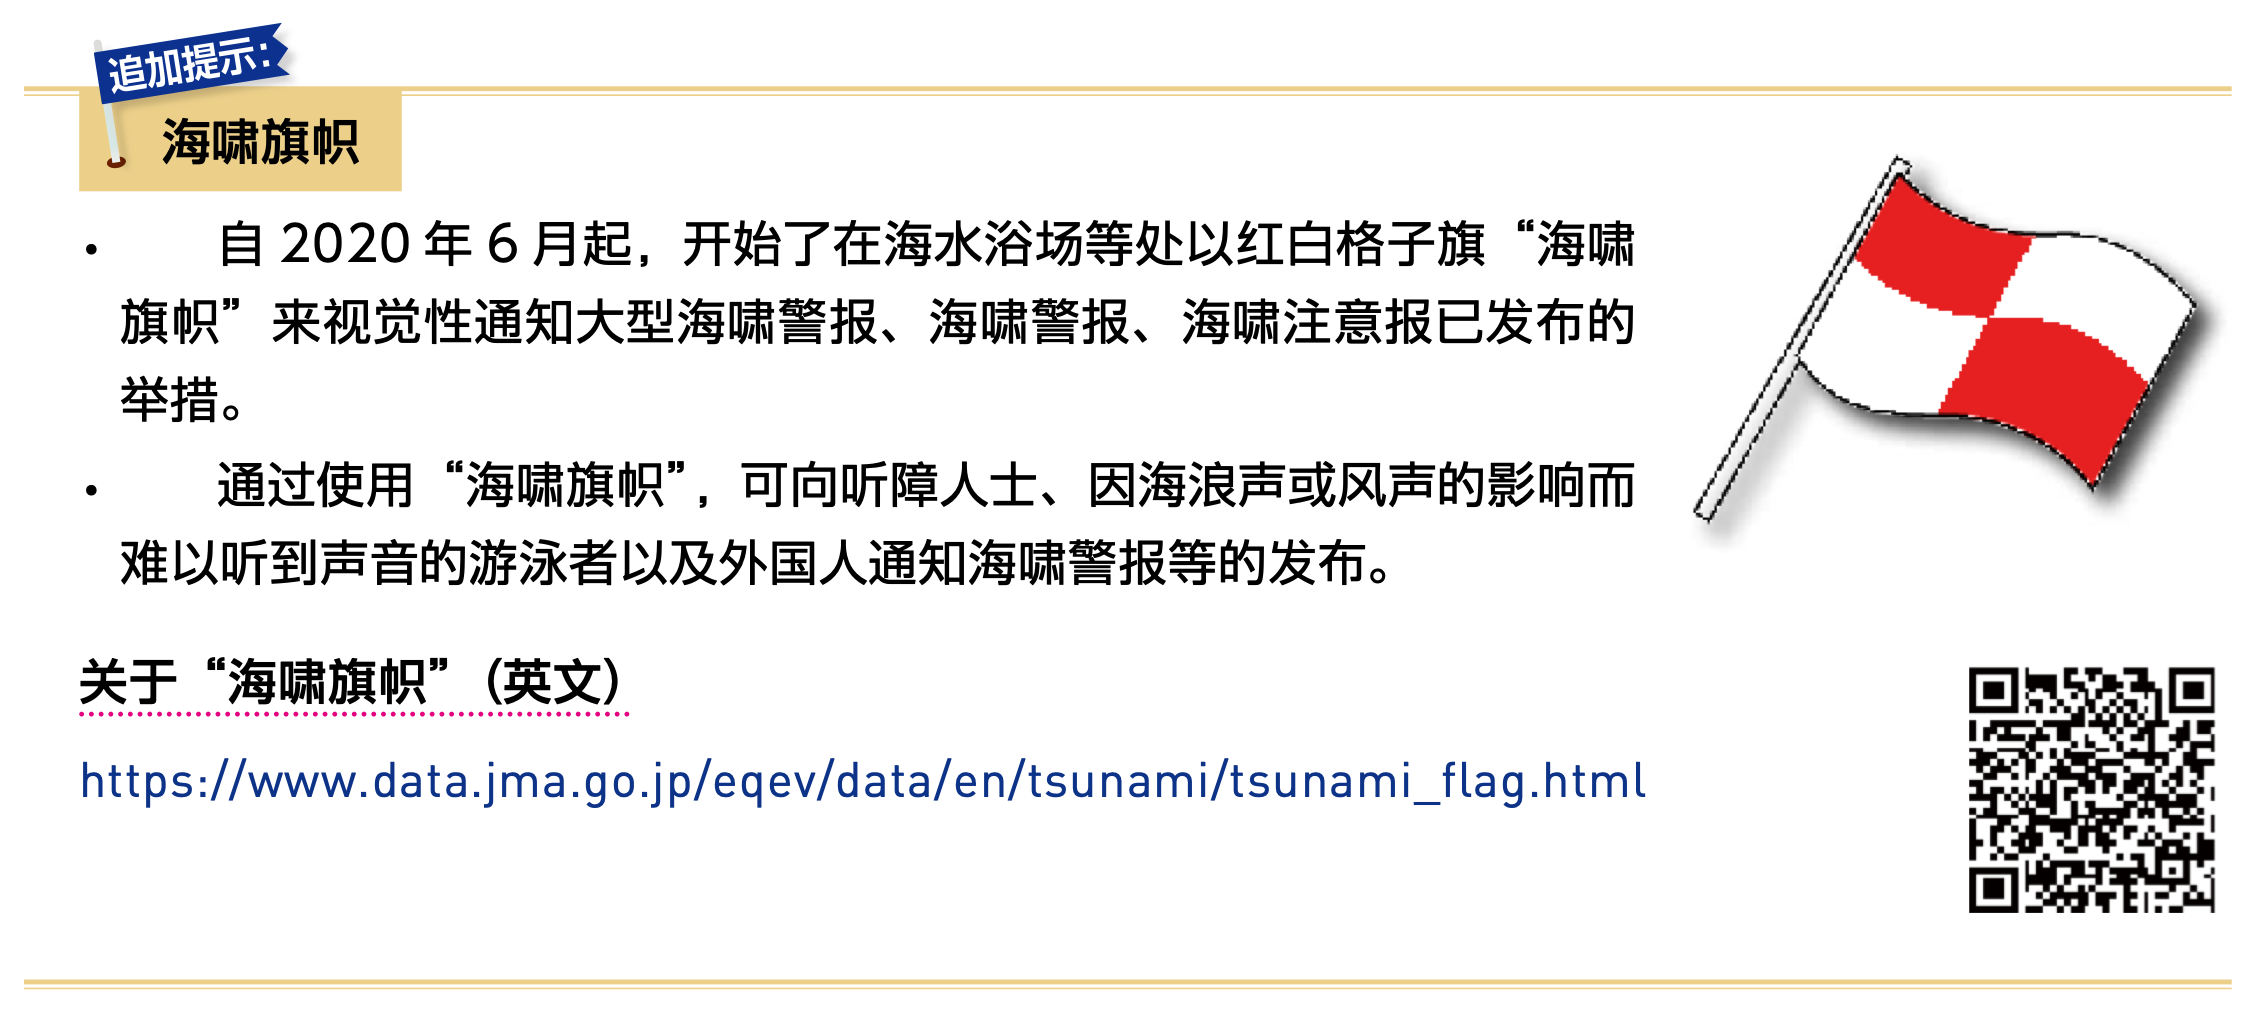 追加提示：
海啸旗帜
• 自 2020 年 6 月起，开始了在海水浴场等处以红白格子旗“海啸
旗帜”来视觉性通知大型海啸警报、海啸警报、海啸注意报已发布的
举措。
• 通过使用“海啸旗帜”，可向听障人士、因海浪声或风声的影响而
难以听到声音的游泳者以及外国人通知海啸警报等的发布。
关于“海啸旗帜”（英文）
https://www.data.jma.go.jp/eqev/data/en/tsunami/tsunami_flag.html